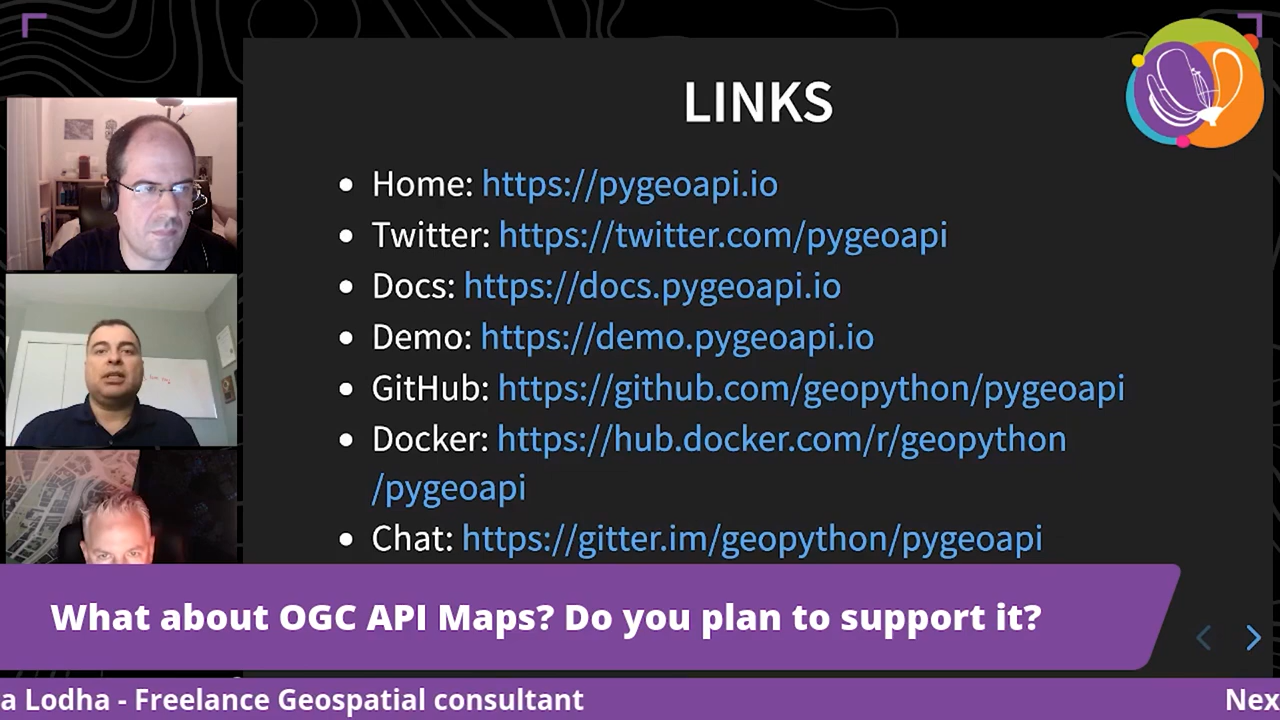 LINKS
Home: https://pygeoapi.io
Twitter: https://twitter.com/pygeoapi
Docs: https://docs.pygeoapi.io
Demo: https://demo.pygeoapi.io
GitHub: https://github.com/geopython/pygeoapi
Docker: https://hub.docker.com/r/geopython
/pygeoapi
Chat: https://gitter.im/geopython/pygeoapi
What about OGC API Maps? Do you plan to support it?
a Lodha - Freelance Geospatial consultant
Nex